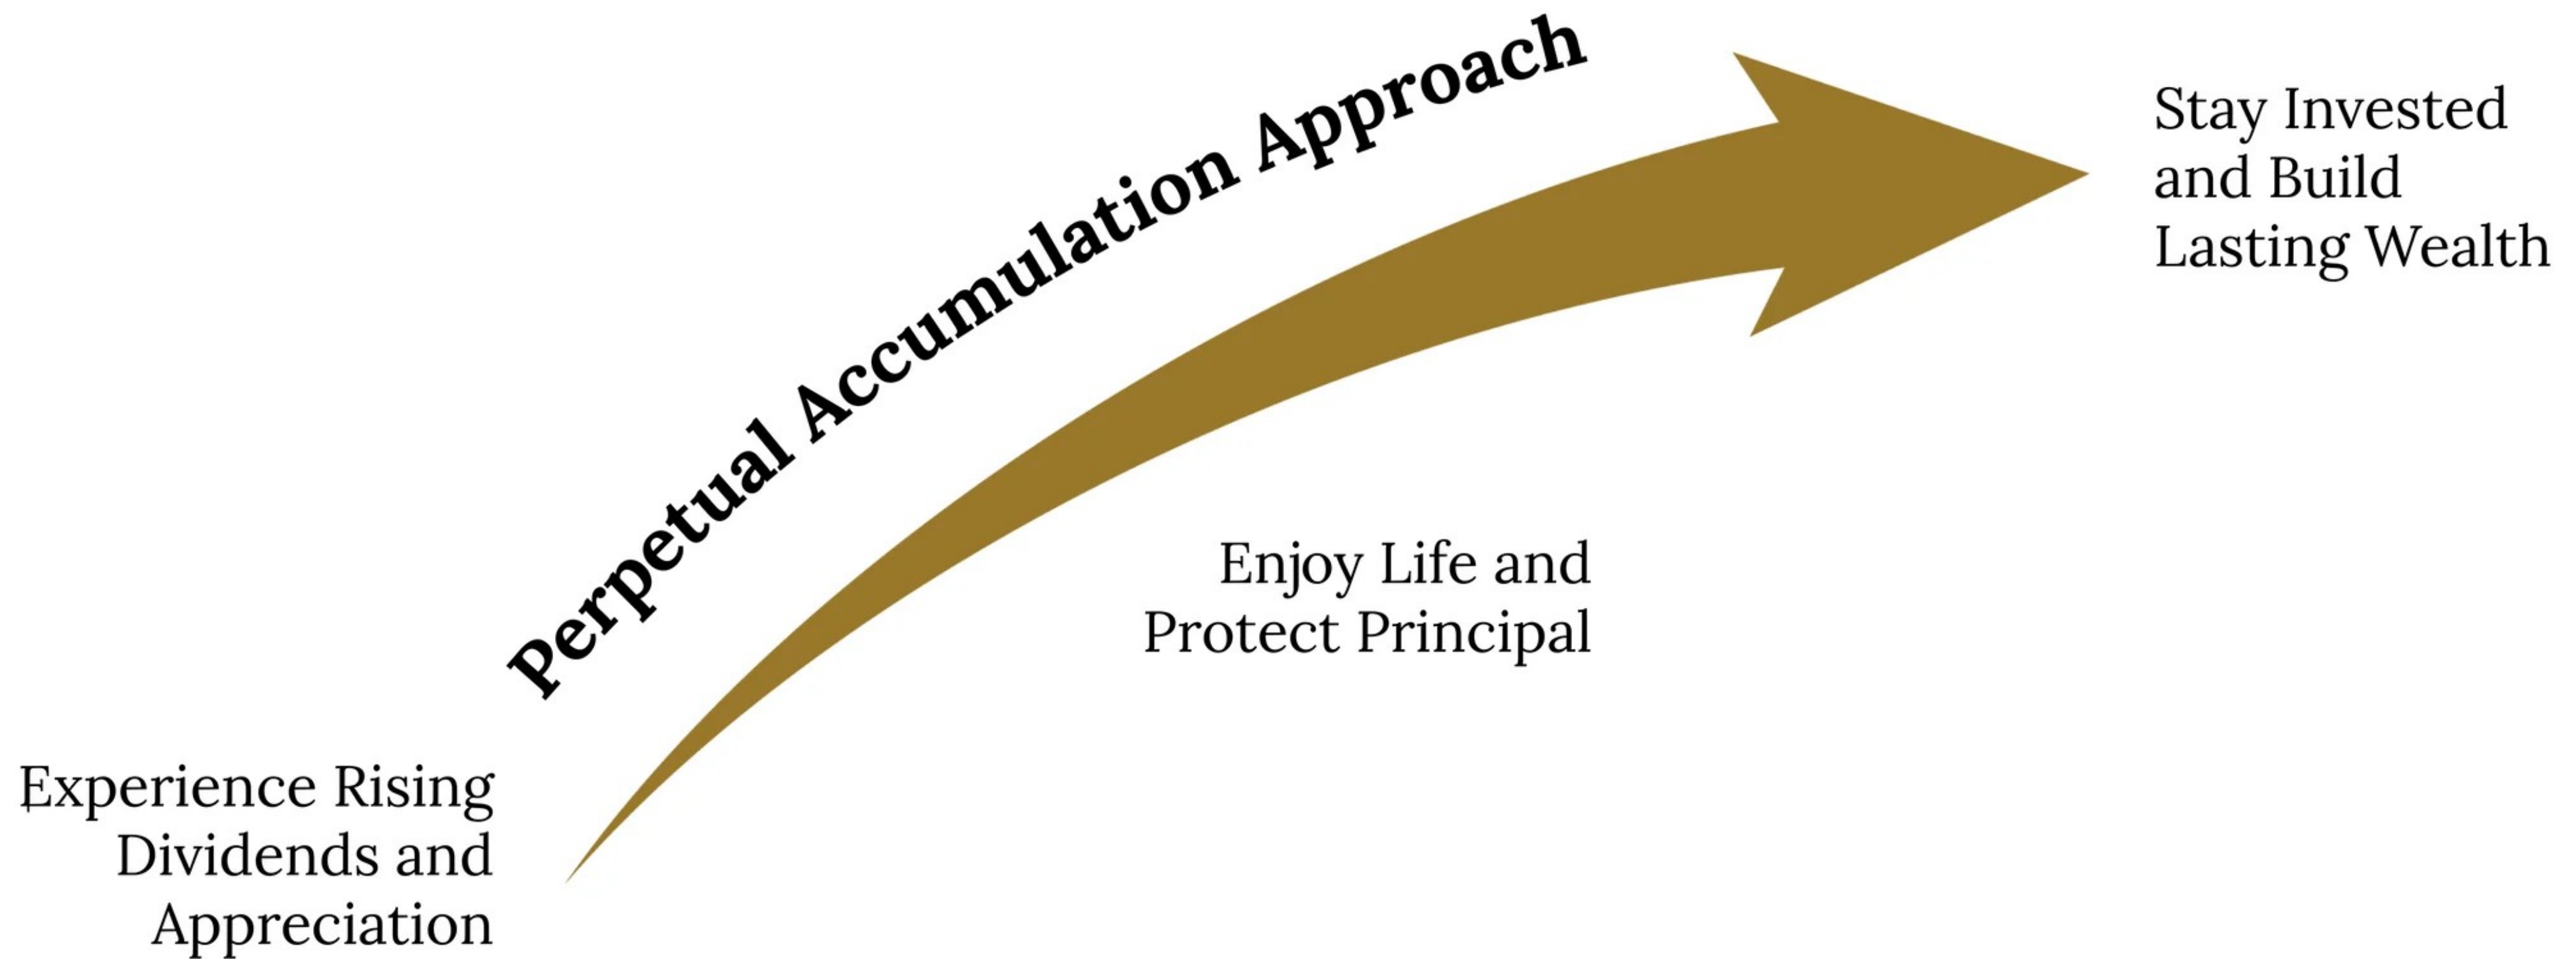 Perpetual Accumulation Approach
Stay Invested
and Build
Lasting Wealth
Enjoy Life and
Protect Principal
Experience Rising
Dividends and
Appreciation